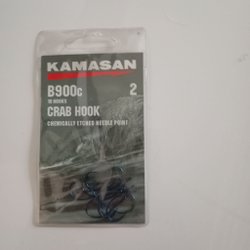 KAMASAN
B900c 2
10 HOOKS
CRAB HOOK
CHEMICALLY ETCHED NEEDLE POINT